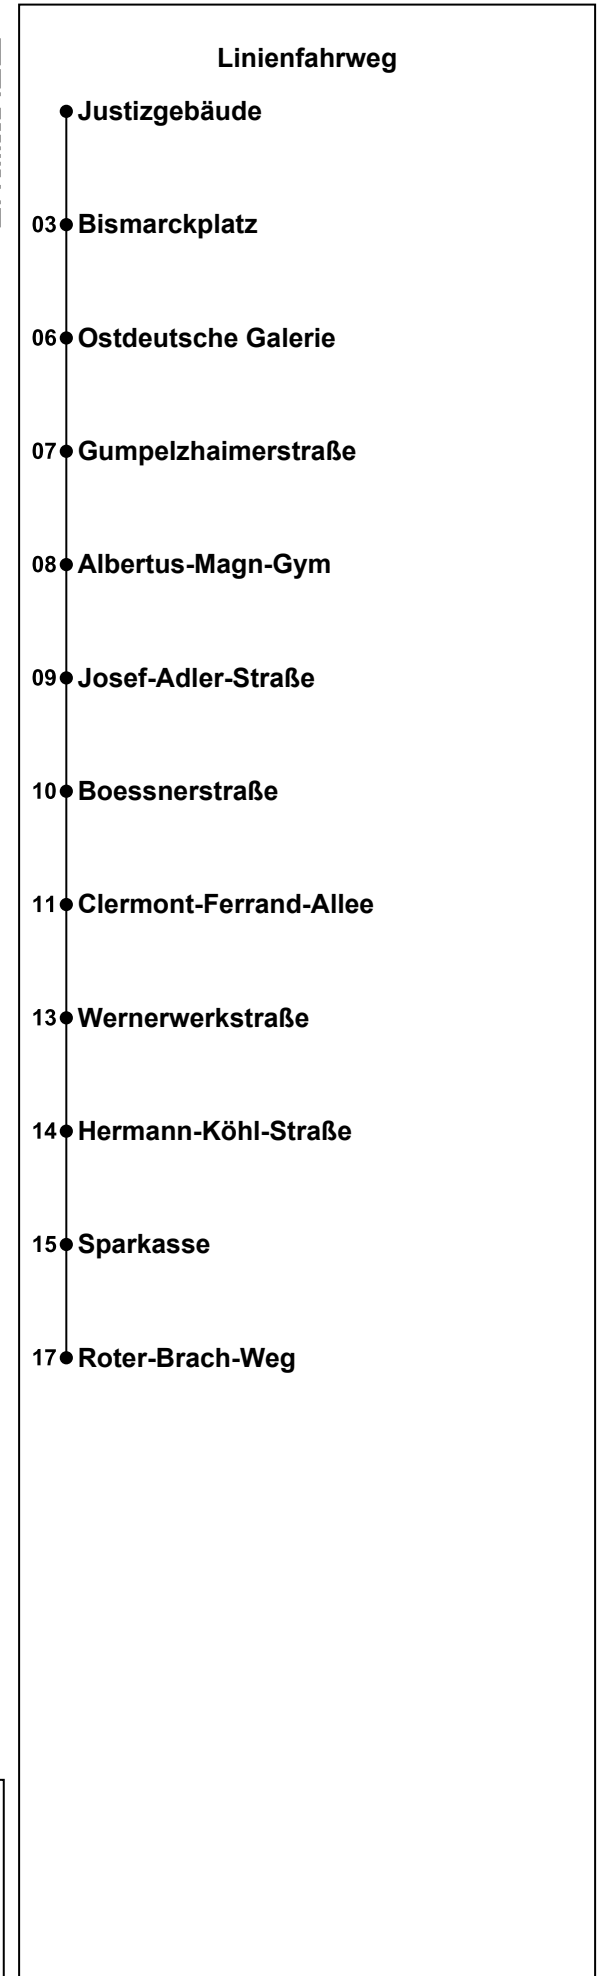 Linienfahrweg
Justizgebäude
03 Bismarckplatz
06 Ostdeutsche Galerie
07 Gumpelzhaimerstraße
08 Albertus-Magn-Gym
09 Josef-Adler-Straße
10 Boessnerstraße
11 Clermont-Ferrand-Allee
13 Wernerwerkstraße
14 Hermann-Köhl-Straße
15 Sparkasse
17 Roter-Brach-Weg